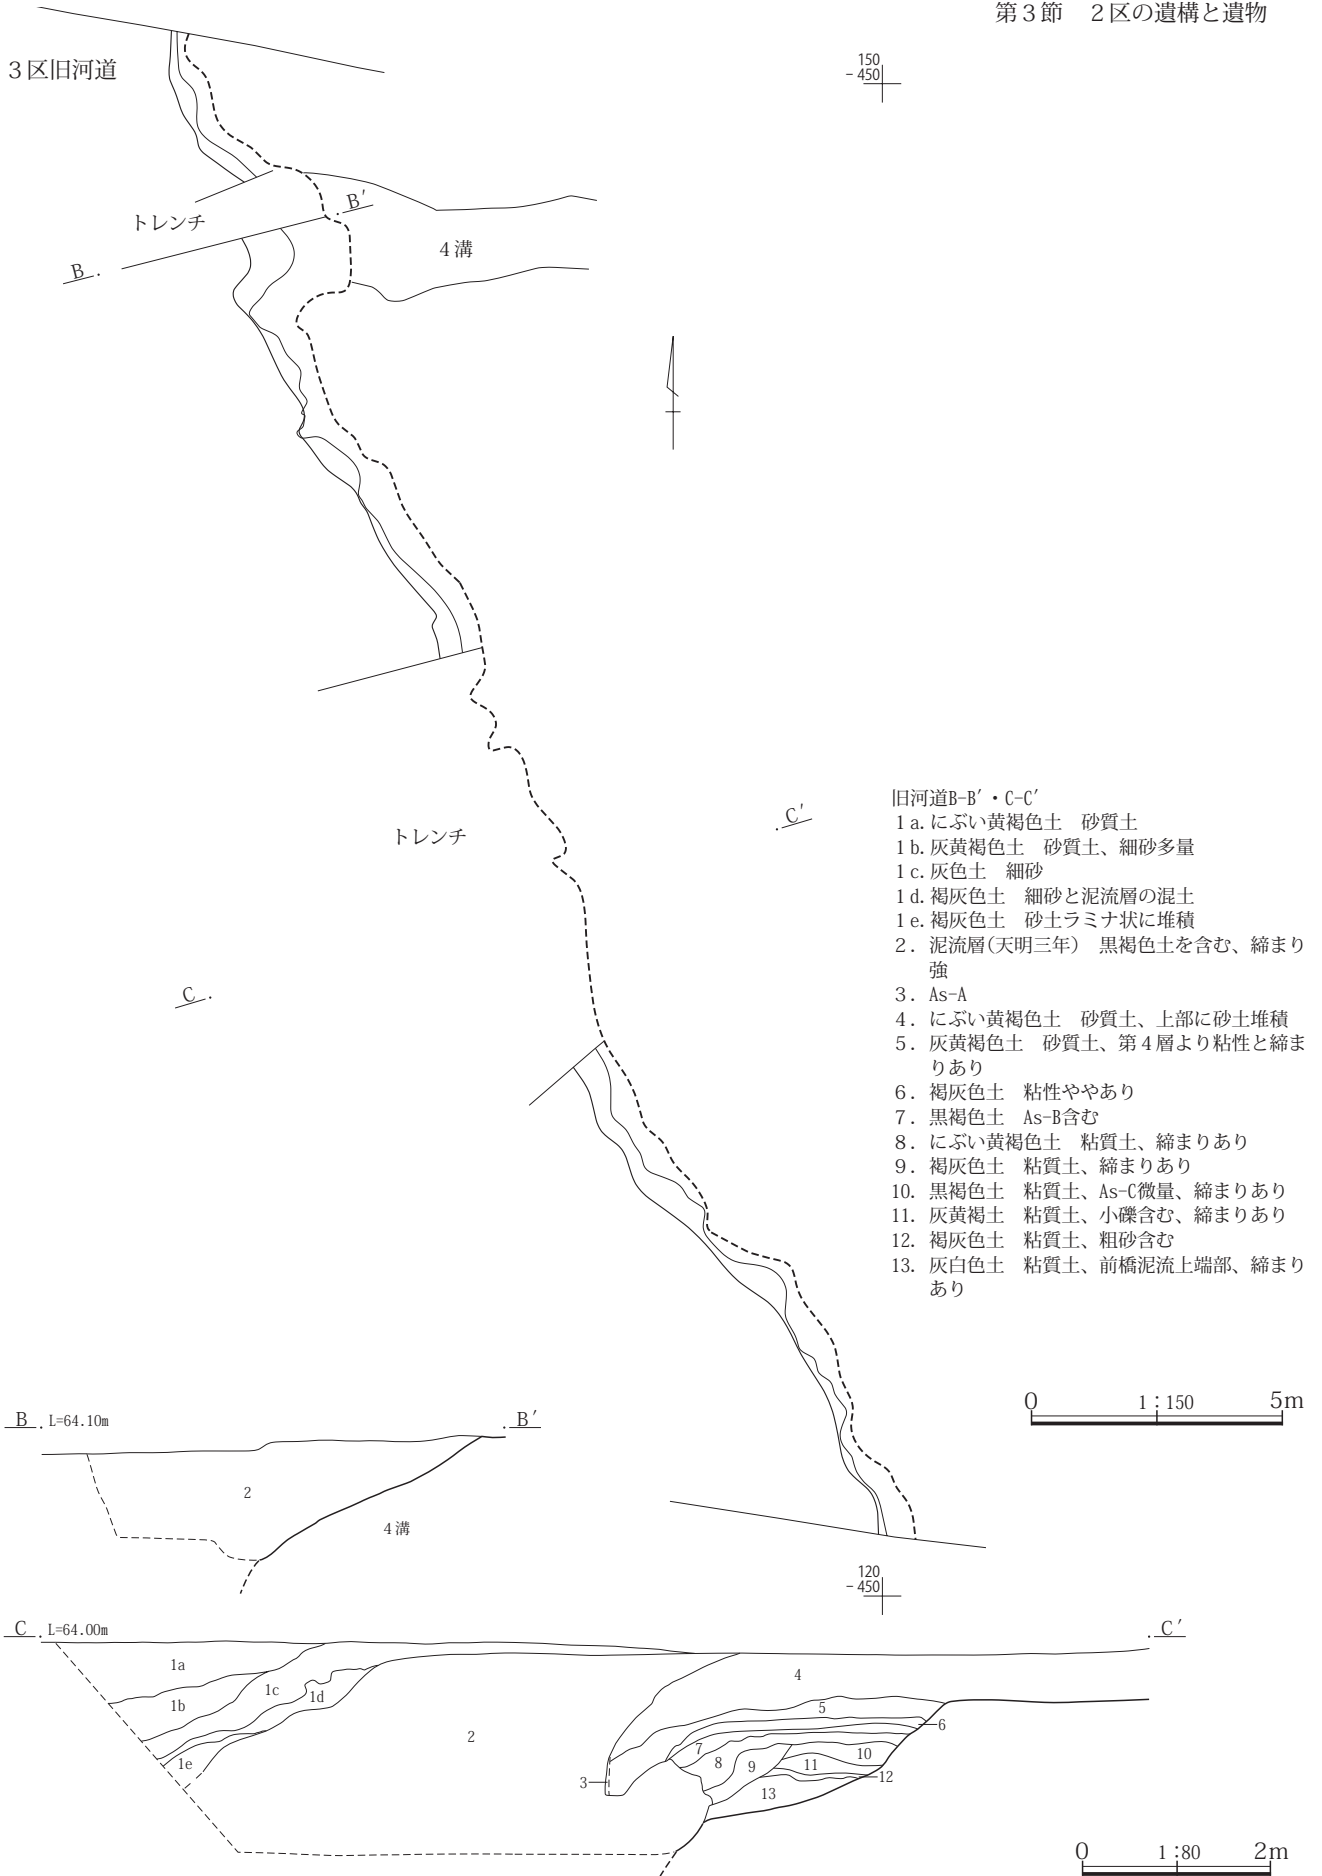 第３節　２区の遺構と遺物
３区旧河道
150
-450
トレンチ
B′
B .
４溝
トレンチ
. C′
C .
旧河道B-B′・C-C′
１a. にぶい黄褐色土　砂質土
１b. 灰黄褐色土　砂質土、細砂多量
１c. 灰色土　細砂
１d. 褐灰色土　細砂と泥流層の混土
１e. 褐灰色土　砂土ラミナ状に堆積
２. 泥流層(天明三年)　黒褐色土を含む、締まり
強
３. As-A
４. にぶい黄褐色土　砂質土、上部に砂土堆積
５. 灰黄褐色土　砂質土、第４層より粘性と締ま
りあり
６. 褐灰色土　粘性ややあり
７. 黒褐色土　As-B含む
８. にぶい黄褐色土　粘質土、締まりあり
９. 褐灰色土　粘質土、締まりあり
10. 黒褐色土　粘質土、As-C微量、締まりあり
11. 灰黄褐土　粘質土、小礫含む、締まりあり
12. 褐灰色土　粘質土、粗砂含む
13. 灰白色土　粘質土、前橋泥流上端部、締まり
あり
0　1：150　5m
B . L=64.10m　. B′
2
４溝
120
-450
C . L=64.00m　. C′
1a
1b
1c
1d
1e
2
3
4
5
6
7
8
9
10
11
12
13
0　1：80　2m